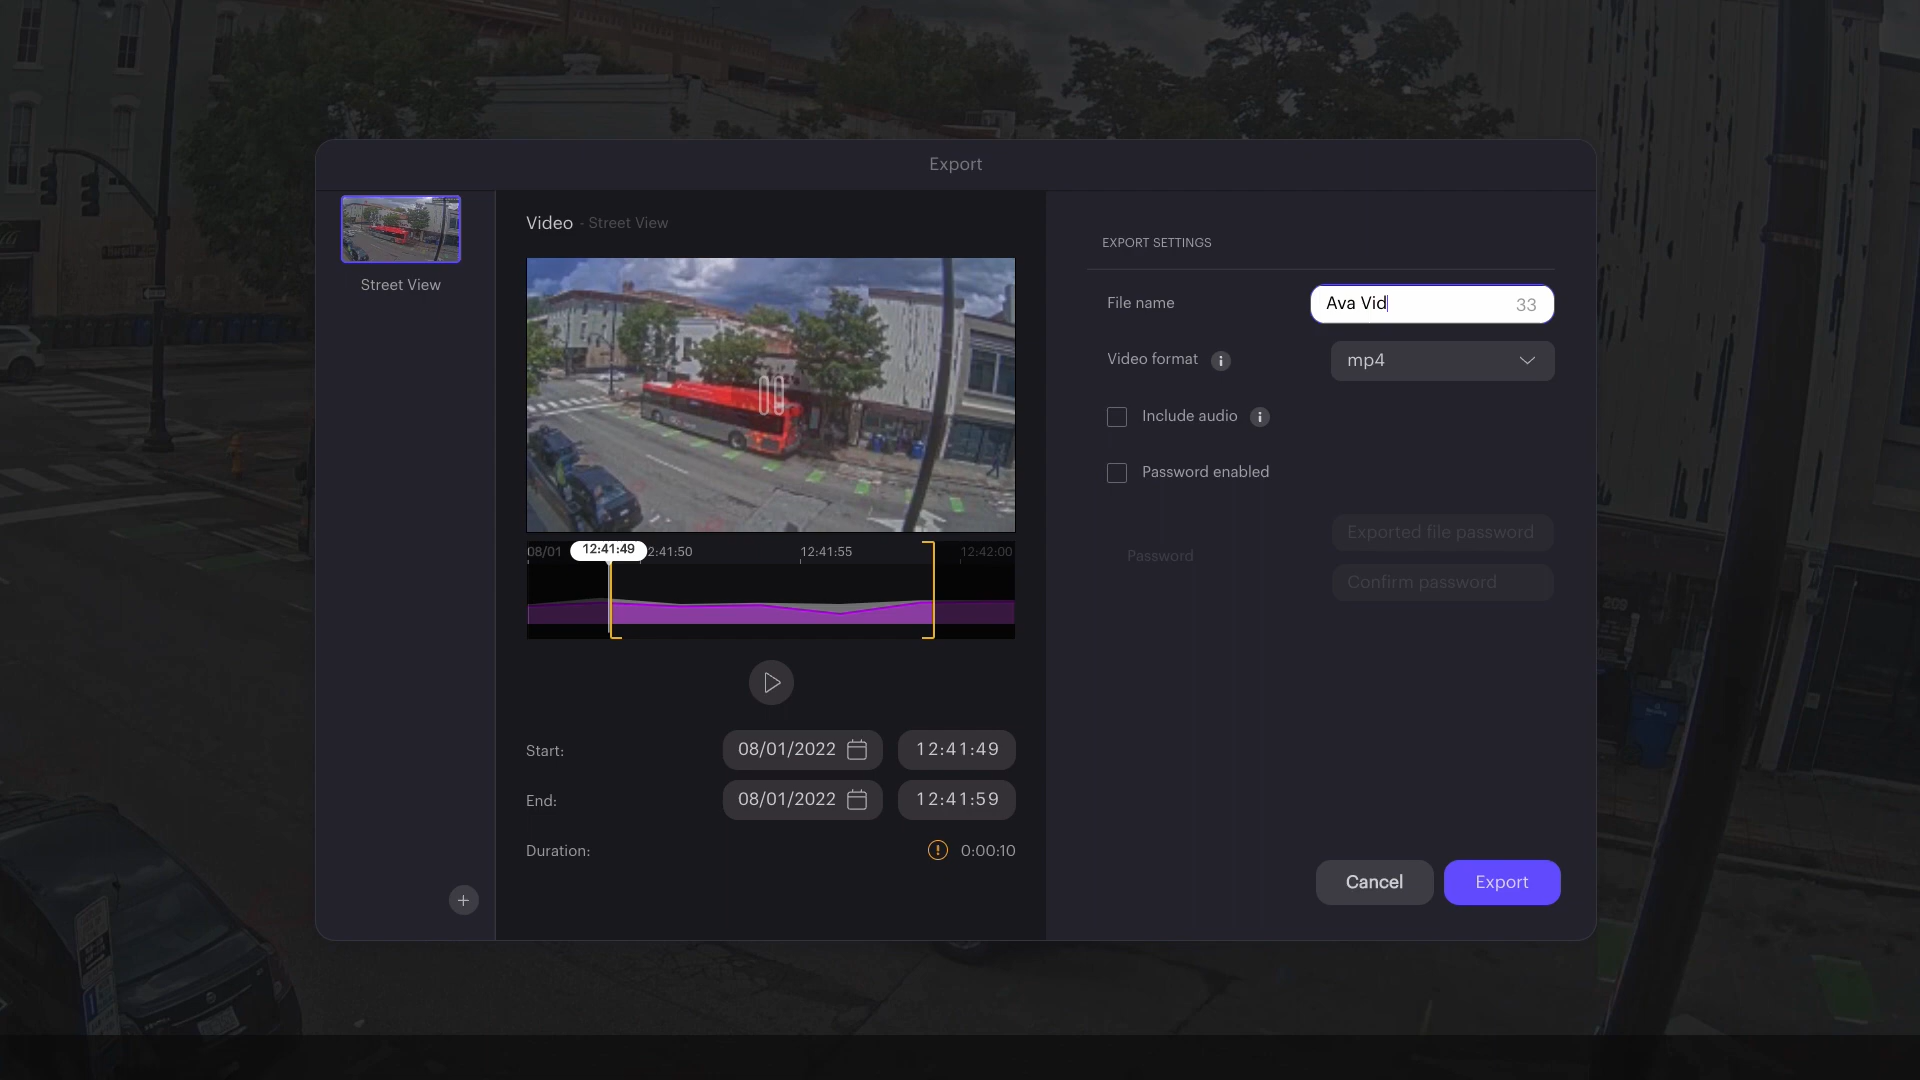 Export
Street View
Video - Street View
08/01
12:41:49
2:41:50
12:41:55
12:42:00
Start:
08/01/2022
12:41:49
End:
08/01/2022
12:41:59
Duration:
0:00:10
EXPORT SETTINGS
File name
Ava Vid
33
Video format
mp4
Include audio
Password enabled
Password
Exported file password
Confirm password
209
Cancel
Export